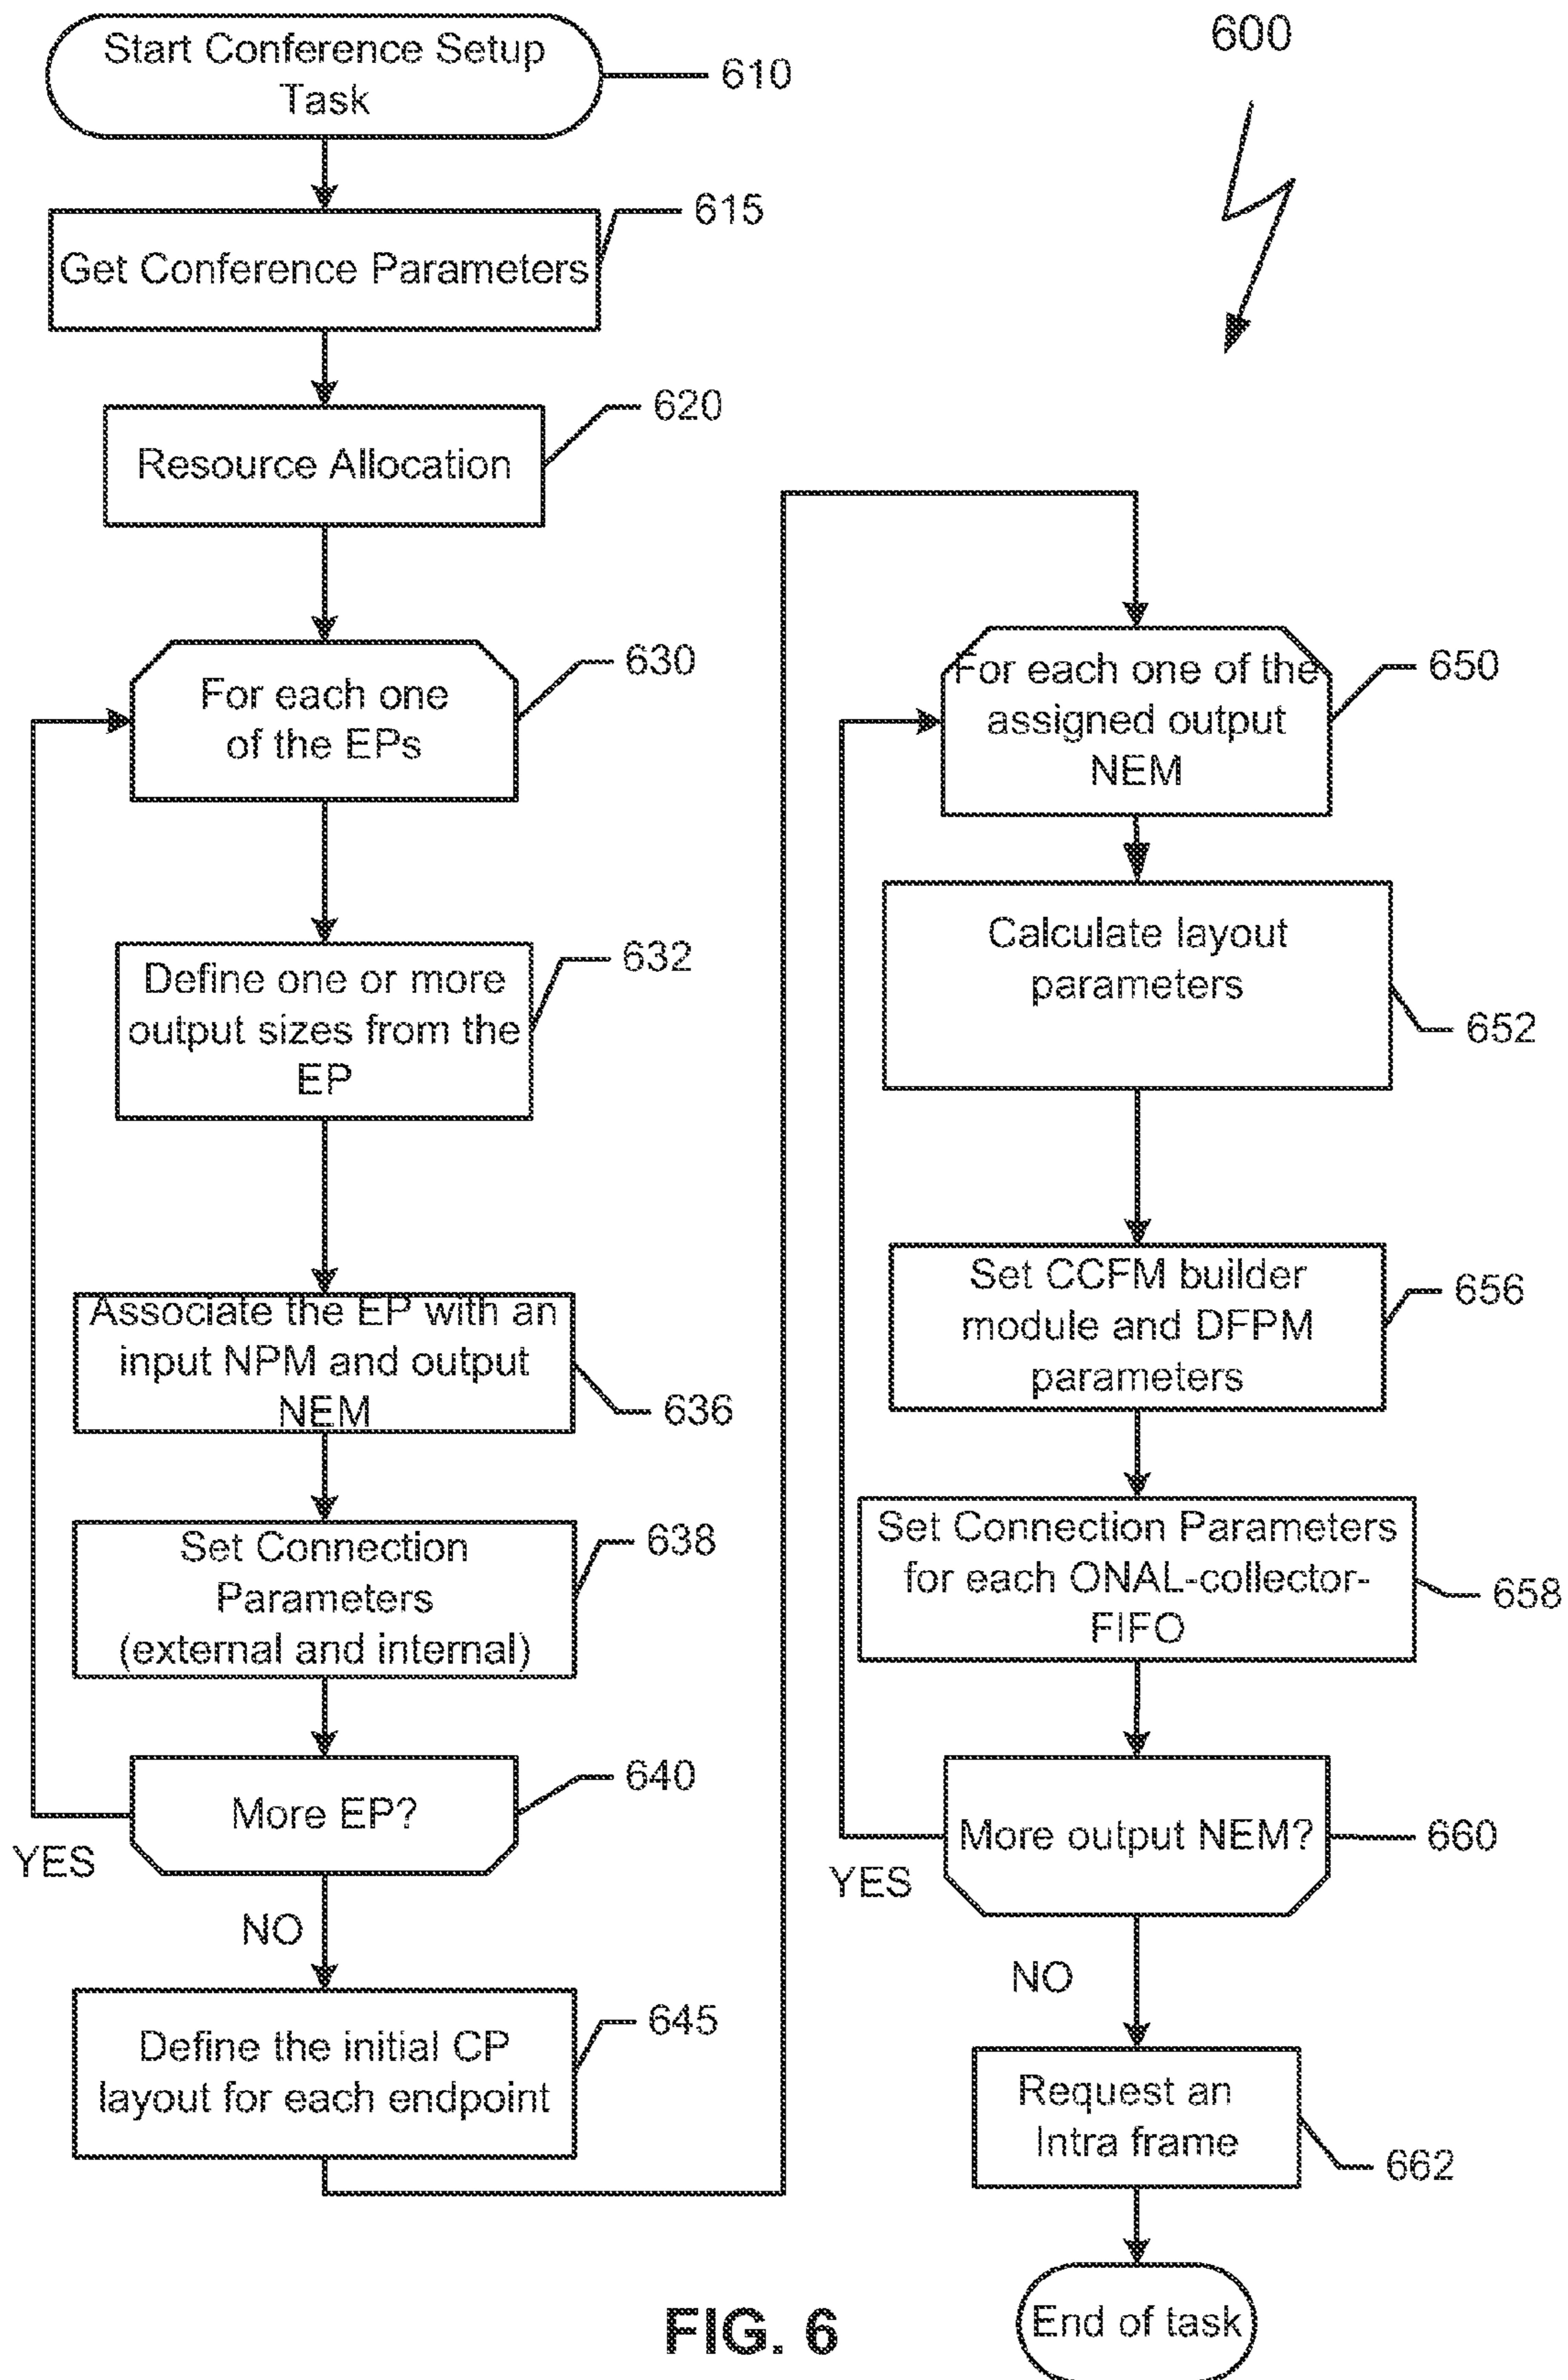 Start Conference Setup
Task
610
Get Conference Parameters
615
Resource Allocation
620
For each one
of the EPs
630
Define one or more
output sizes from the
EP
632
Associate the EP with an
input NPM and output
NEM
636
Set Connection
Parameters
(external and internal)
638
More EP?
640
YES
NO
Define the initial CP
layout for each endpoint
645
600
For each one of the
assigned output
NEM
650
Calculate layout
parameters
652
Set CCFM builder
module and DFPM
parameters
656
Set Connection Parameters
for each ONAL-collector-
FIFO
658
More output NEM?
660
YES
NO
Request an
Intra frame
662
End of task
FIG. 6